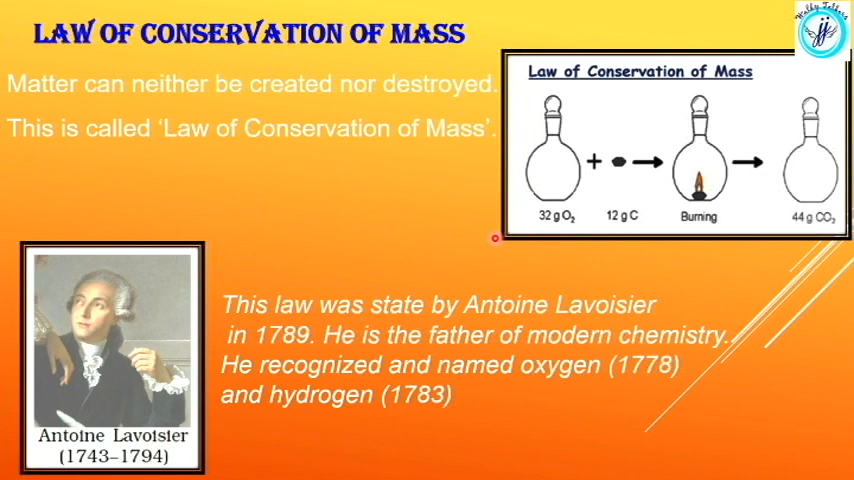 LAW OF CONSERVATION OF MASS
Matter can neither be created nor destroyed.
This is called ‘Law of Conservation of Mass’.
Law of Conservation of Mass
+
32 g O₂ 12 g C Burning 44 g CO₂
This law was state by Antoine Lavoisier
in 1789. He is the father of modern chemistry.
He recognized and named oxygen (1778)
and hydrogen (1783)
Antoine Lavoisier
(1743–1794)